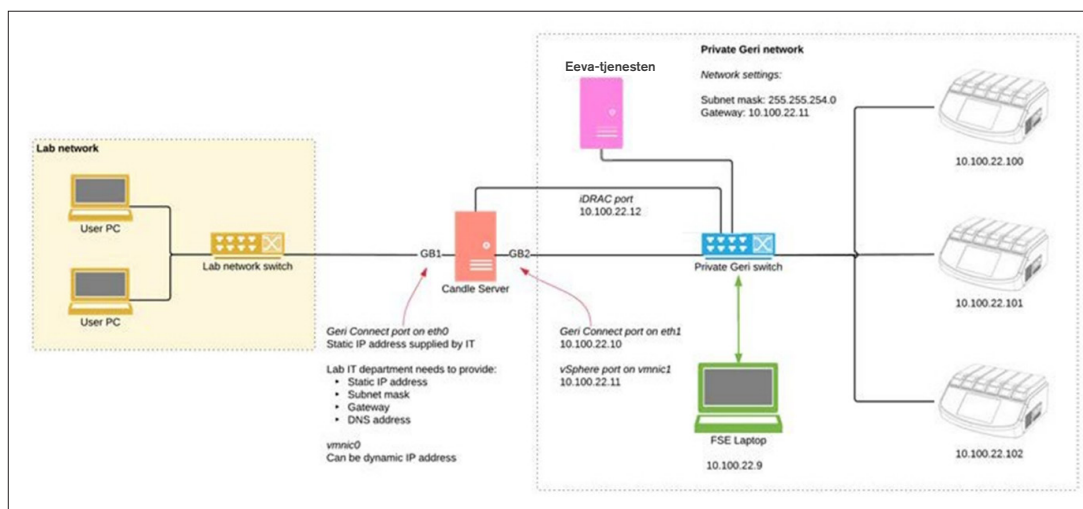 Lab network
User PC
User PC
Lab network switch
GB1
GB2
Candle Server
Geri Connect port on eth0
Static IP address supplied by IT
Lab IT department needs to provide:
• Static IP address
• Subnet mask
• Gateway
• DNS address
vmnic0
Can be dynamic IP address
Private Geri network
Network settings:
Subnet mask: 255.255.254.0
Gateway: 10.100.22.11
Eeva-tjenesten
iDRAC port
10.100.22.12
Private Geri switch
Geri Connect port on eth1
10.100.22.10
vSphere port on vmnic1
10.100.22.11
FSE Laptop
10.100.22.9
10.100.22.100
10.100.22.101
10.100.22.102